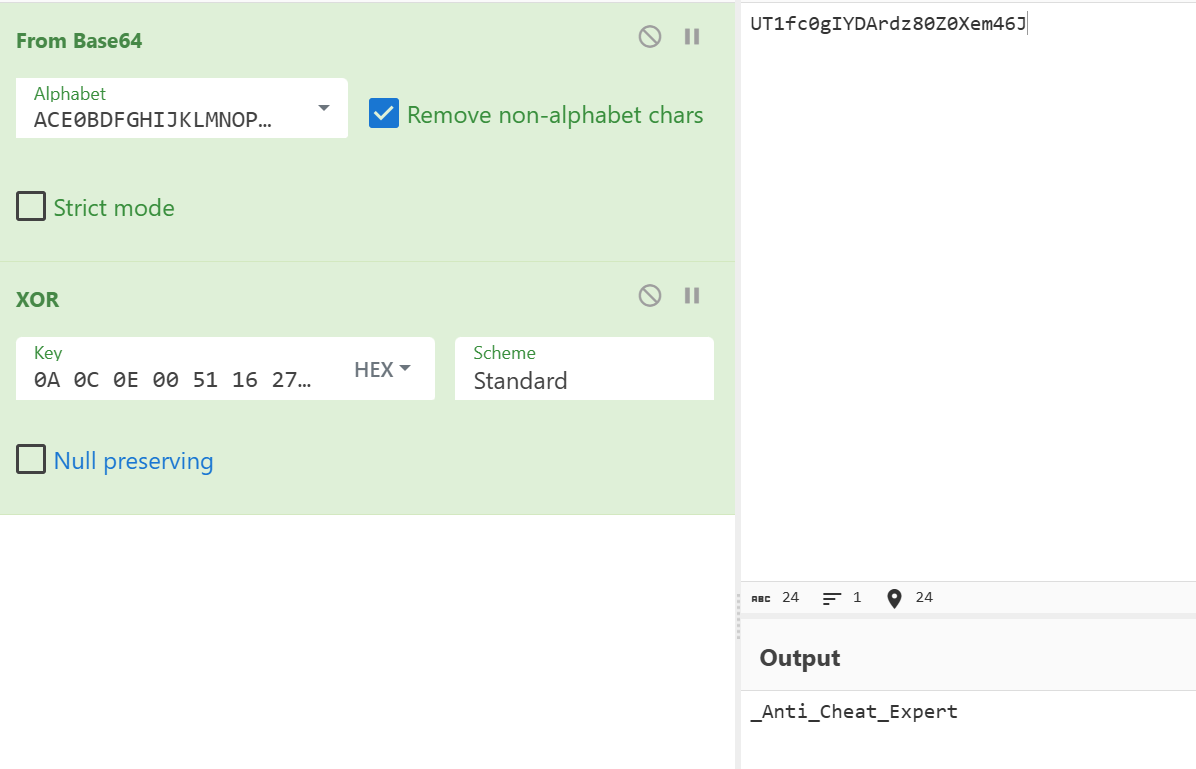 From Base64
Alphabet
ACE0BDFGHIJKLMNOP…
Remove non-alphabet chars
Strict mode
XOR
Key
0A 0C 0E 00 51 16 27…
HEX
Scheme
Standard
Null preserving
UT1fc0gIYDArdz80Z0Xem46J
ABC 24 1 24
Output
_Anti_Cheat_Expert